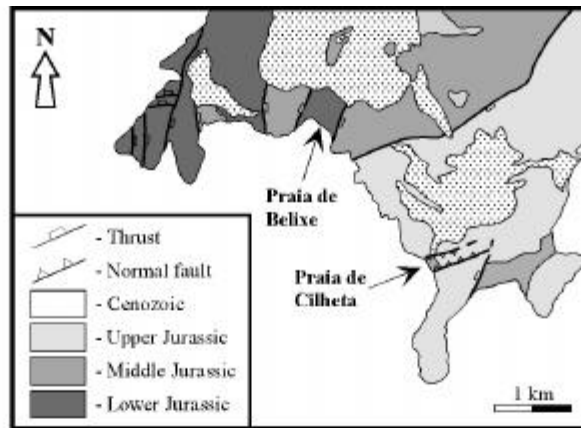 N
Praia de
Belixe
Praia de
Cilheta
- Thrust
- Normal fault
- Cenozoic
- Upper Jurassic
- Middle Jurassic
- Lower Jurassic
1 km